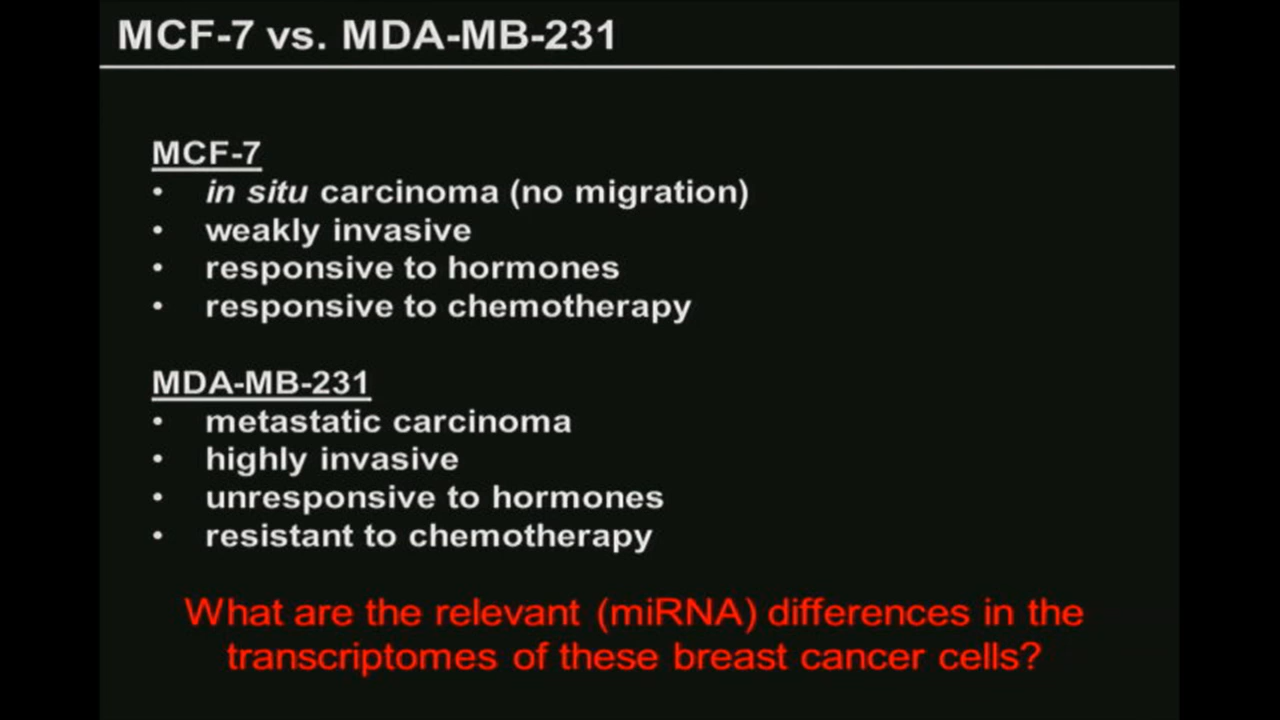 MCF-7 vs. MDA-MB-231
MCF-7
• in situ carcinoma (no migration)
• weakly invasive
• responsive to hormones
• responsive to chemotherapy
MDA-MB-231
• metastatic carcinoma
• highly invasive
• unresponsive to hormones
• resistant to chemotherapy
What are the relevant (miRNA) differences in the
transcriptomes of these breast cancer cells?